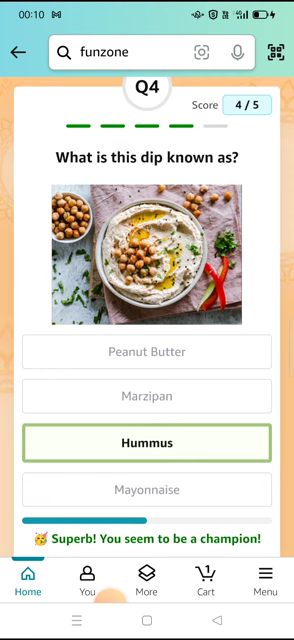 00:10
funzone
Q4
Score 4 / 5
What is this dip known as?
Peanut Butter
Marzipan
Hummus
Mayonnaise
🥳 Superb! You seem to be a champion!
1
Home You More Cart Menu